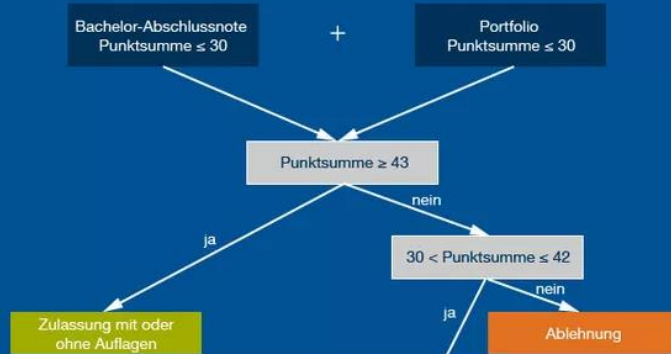 Bachelor-Abschlussnote
Punktsumme ≤ 30
+
Portfolio
Punktsumme ≤ 30
Punktsumme ≥ 43
nein
ja
30 < Punktsumme ≤ 42
nein
ja
Zulassung mit oder
ohne Auflagen
Ablehnung